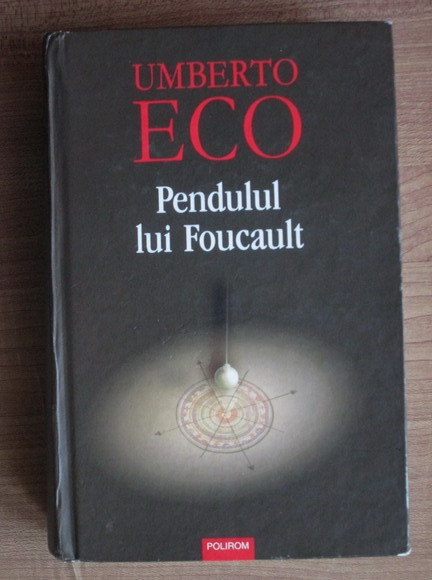 UMBERTO
ECO
Pendulul
lui Foucault
POLIROM